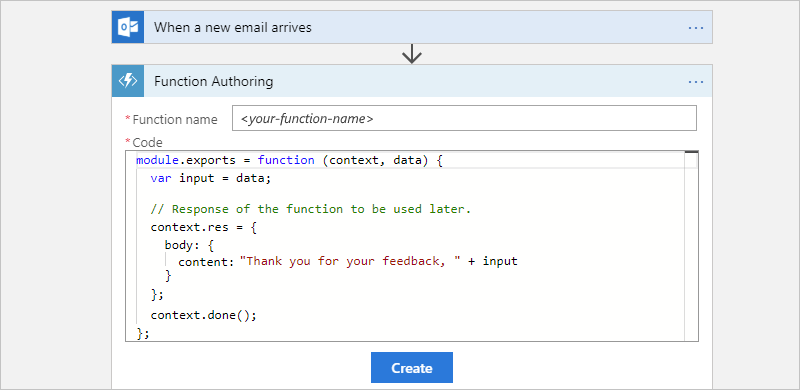 When a new email arrives ...
Function Authoring ...
*Function name <your-function-name>
*Code
module.exports = function (context, data) {
  var input = data;

  // Response of the function to be used later.
  context.res = {
    body: {
      content: "Thank you for your feedback, " + input
    }
  };
  context.done();
};
Create